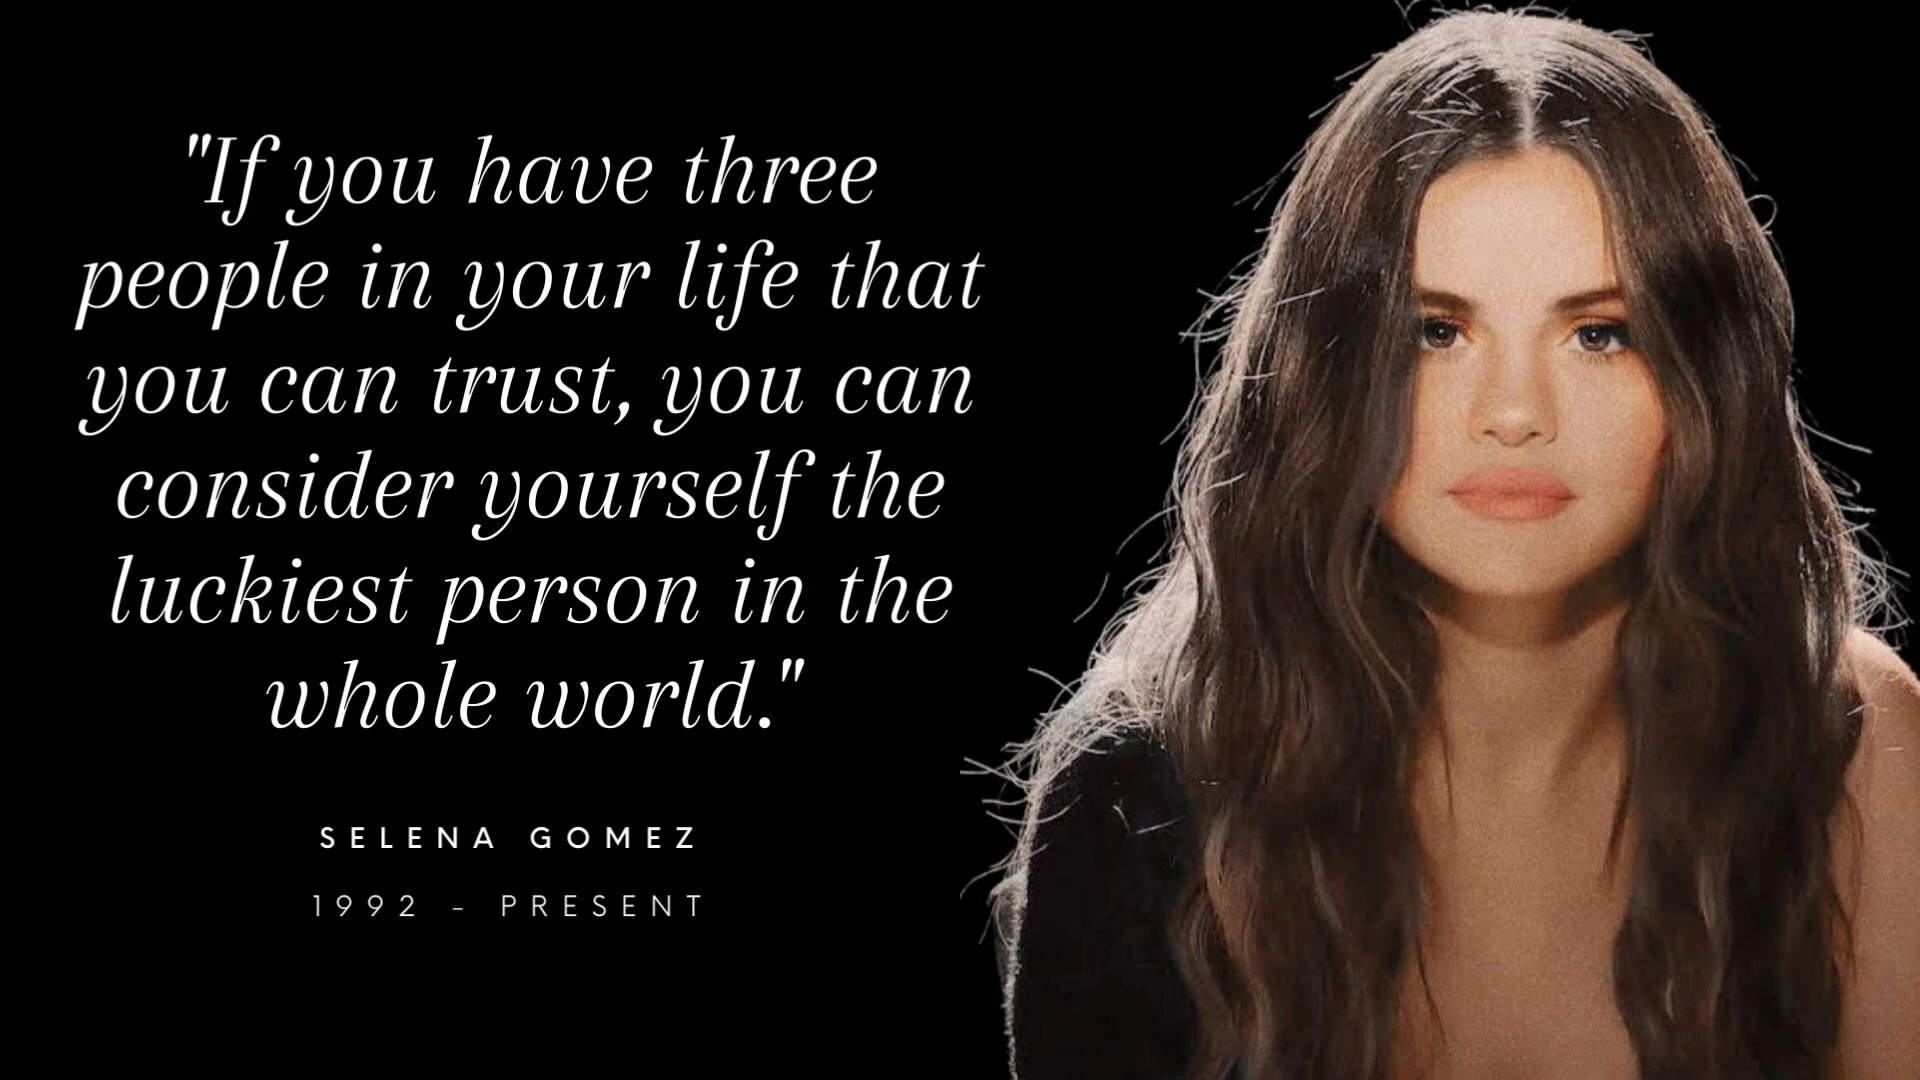 "If you have three
people in your life that
you can trust, you can
consider yourself the
luckiest person in the
whole world."
SELENA GOMEZ
1992 - PRESENT